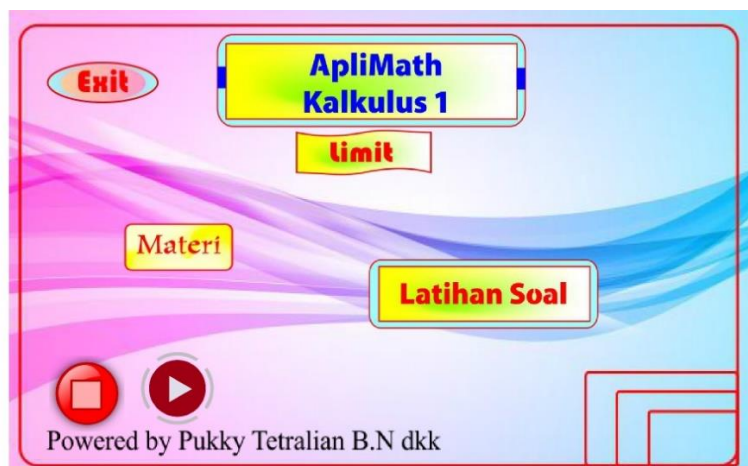 Exit
ApliMath
Kalkulus 1
Limit
Materi
Latihan Soal
Powered by Pukky Tetralian B.N dkk